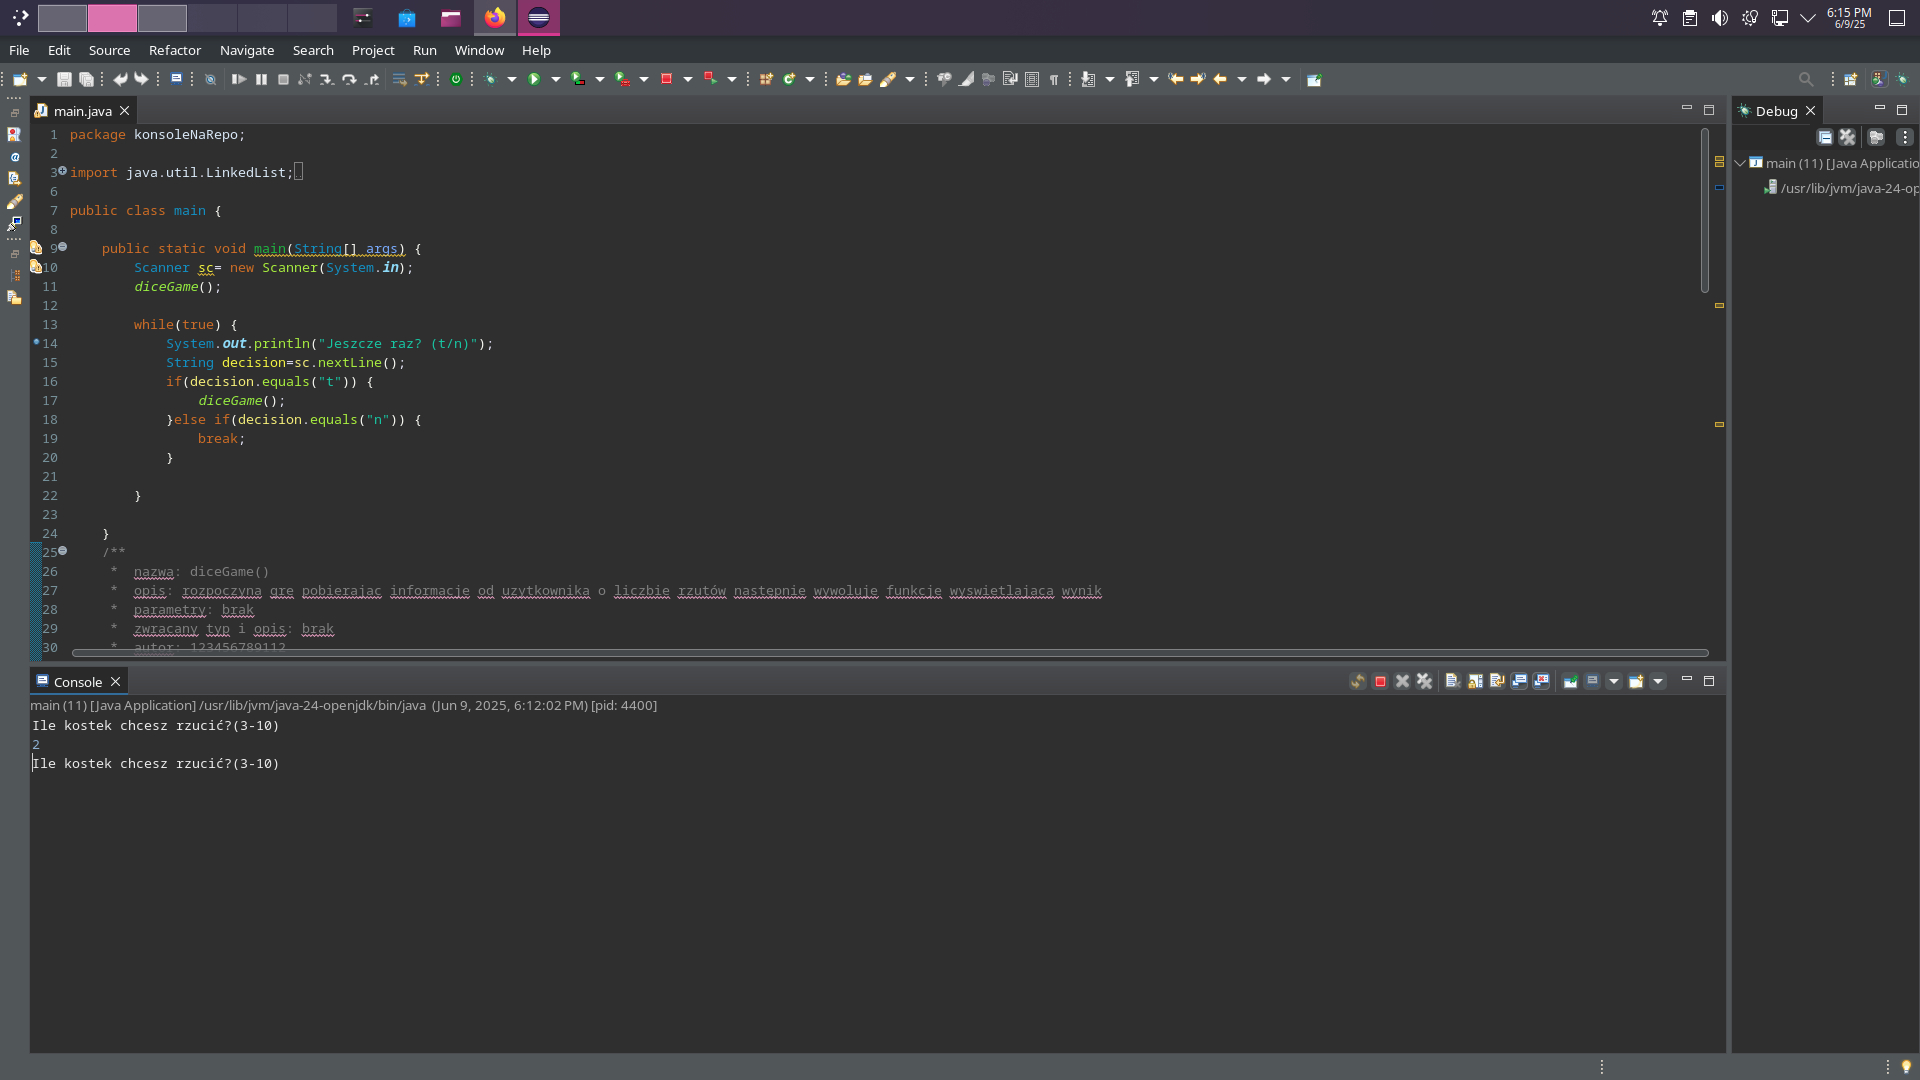 6:15 PM
6/9/25
File Edit Source Refactor Navigate Search Project Run Window Help
main.java
1 package konsoleNaRepo;
2
3 import java.util.LinkedList;
6
7 public class main {
8
9 public static void main(String[] args) {
10 Scanner sc= new Scanner(System.in);
11 diceGame();
12
13 while(true) {
14 System.out.println("Jeszcze raz? (t/n)");
15 String decision=sc.nextLine();
16 if(decision.equals("t")) {
17 diceGame();
18 }else if(decision.equals("n")) {
19 break;
20 }
21
22 }
23
24 }
25 /**
26 * nazwa: diceGame()
27 * opis: rozpoczyna gre pobierajac informacje od uzytkownika o liczbie rzutów nastepnie wywoluje funkcje wyswietlajaca wynik
28 * parametry: brak
29 * zwracany typ i opis: brak
30 * autor: 123456789112
Debug
main (11) [Java Applicatio
/usr/lib/jvm/java-24-op
Console
main (11) [Java Application] /usr/lib/jvm/java-24-openjdk/bin/java (Jun 9, 2025, 6:12:02 PM) [pid: 4400]
Ile kostek chcesz rzucić?(3-10)
2
Ile kostek chcesz rzucić?(3-10)